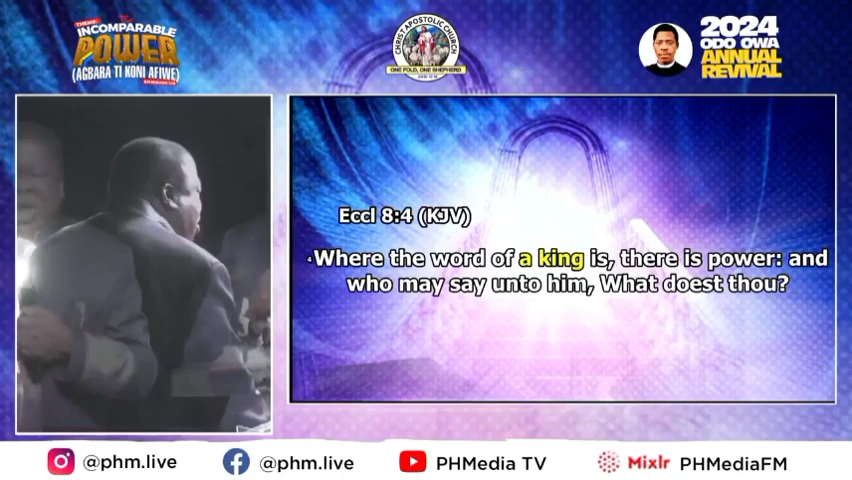 THEME:
INCOMPARABLE
POWER
(AGBARA TI KONI AFIWE)
CHRIST APOSTOLIC CHURCH
ONE FOLD, ONE SHEPHERD
2024
ODO OWA
ANNUAL
REVIVAL
Eccl 8:4 (KJV)
4 Where the word of a king is, there is power: and
who may say unto him, What doest thou?
@phm.live
@phm.live
PHMedia TV
Mixlr PHMediaFM